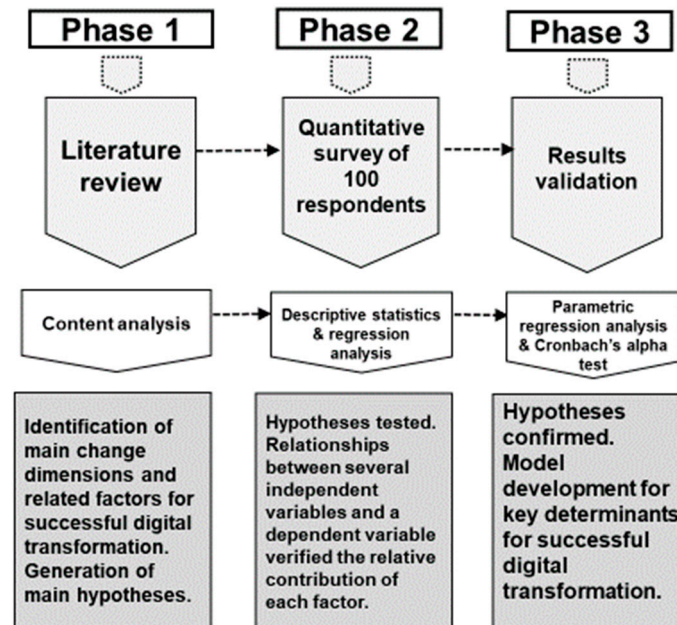 Phase 1
Phase 2
Phase 3
Literature
review
Quantitative
survey of
100
respondents
Results
validation
Content analysis
Descriptive statistics
& regression
analysis
Parametric
regression analysis
& Cronbach's alpha
test
Identification of
main change
dimensions and
related factors for
successful digital
transformation.
Generation of
main hypotheses.
Hypotheses tested.
Relationships
between several
independent
variables and a
dependent variable
verified the relative
contribution of
each factor.
Hypotheses
confirmed.
Model
development for
key determinants
for successful
digital
transformation.